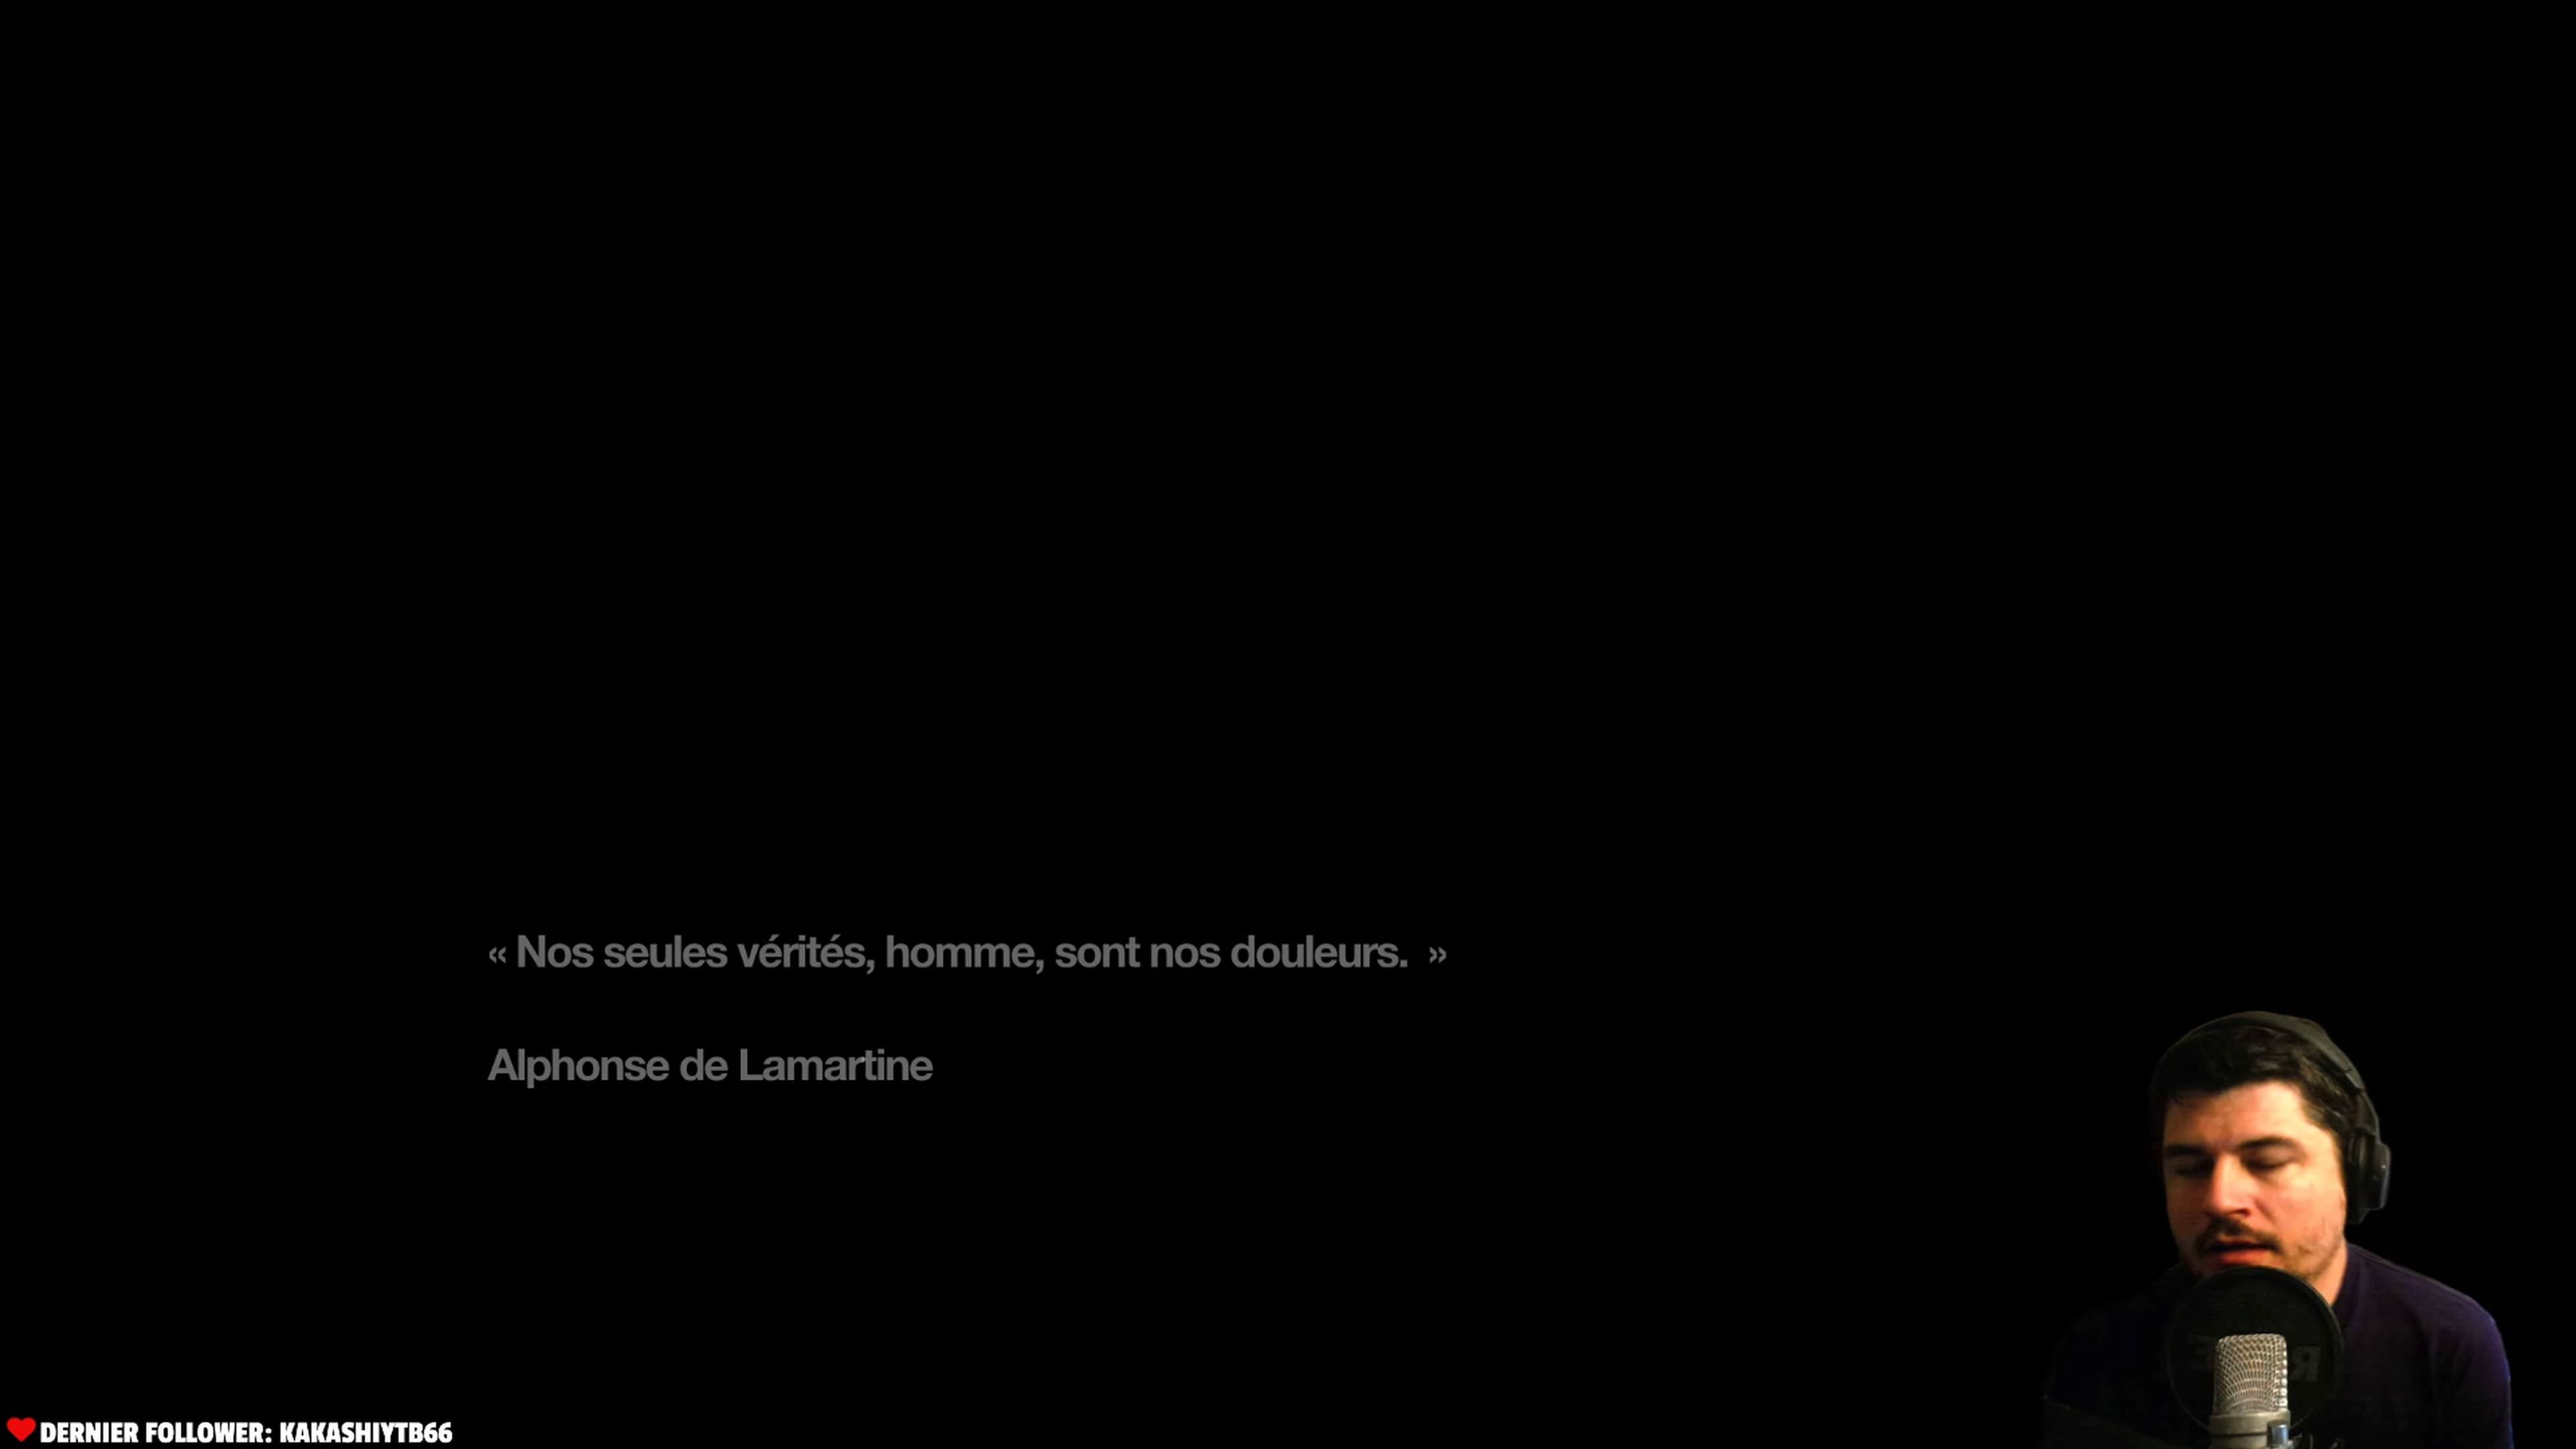 « Nos seules vérités, homme, sont nos douleurs.  »
Alphonse de Lamartine
DERNIER FOLLOWER: KAKASHIYTB66